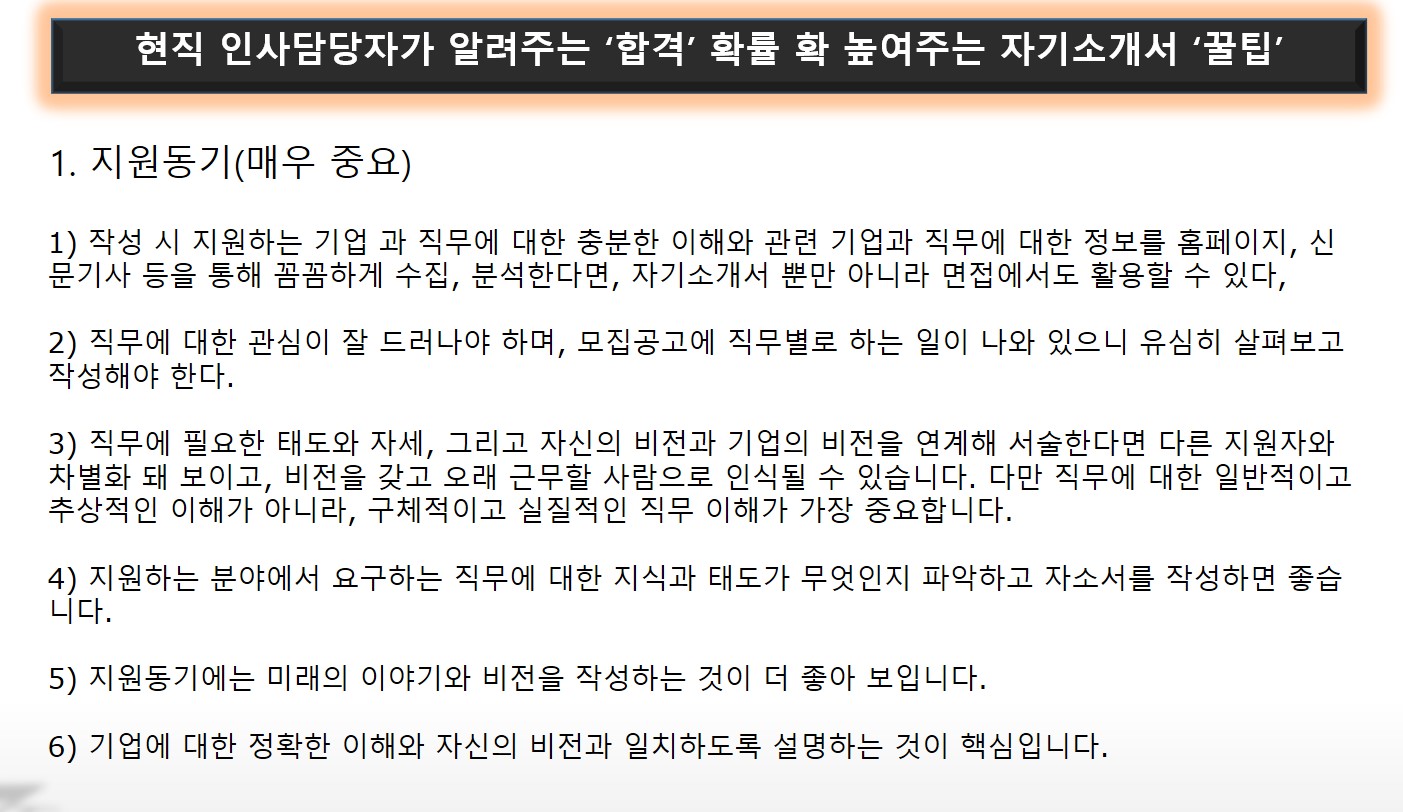 현직 인사담당자가 알려주는 ‘합격’ 확률 확 높여주는 자기소개서 ‘꿀팁’
1. 지원동기(매우 중요)
1) 작성 시 지원하는 기업 과 직무에 대한 충분한 이해와 관련 기업과 직무에 대한 정보를 홈페이지, 신
문기사 등을 통해 꼼꼼하게 수집, 분석한다면, 자기소개서 뿐만 아니라 면접에서도 활용할 수 있다,
2) 직무에 대한 관심이 잘 드러나야 하며, 모집공고에 직무별로 하는 일이 나와 있으니 유심히 살펴보고
작성해야 한다.
3) 직무에 필요한 태도와 자세, 그리고 자신의 비전과 기업의 비전을 연계해 서술한다면 다른 지원자와
차별화 돼 보이고, 비전을 갖고 오래 근무할 사람으로 인식될 수 있습니다. 다만 직무에 대한 일반적이고
추상적인 이해가 아니라, 구체적이고 실질적인 직무 이해가 가장 중요합니다.
4) 지원하는 분야에서 요구하는 직무에 대한 지식과 태도가 무엇인지 파악하고 자소서를 작성하면 좋습
니다.
5) 지원동기에는 미래의 이야기와 비전을 작성하는 것이 더 좋아 보입니다.
6) 기업에 대한 정확한 이해와 자신의 비전과 일치하도록 설명하는 것이 핵심입니다.